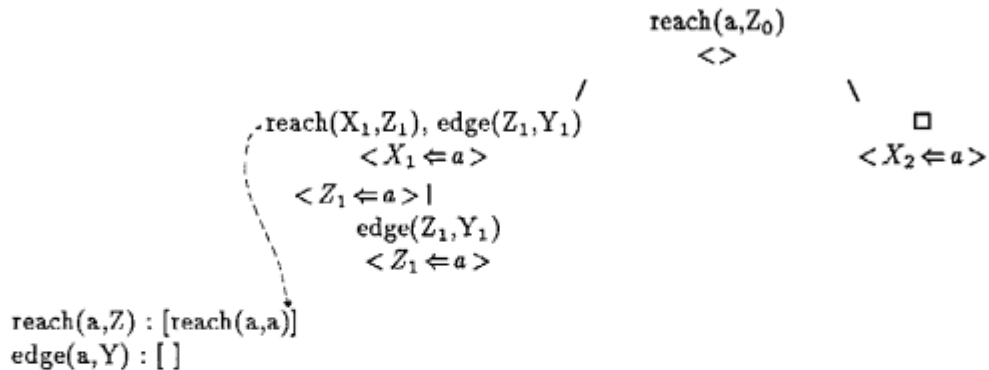 reach(a,Z₀)
<>
/ \
reach(X₁,Z₁), edge(Z₁,Y₁) □
<X₁ ⇐ a> <X₂ ⇐ a>
<Z₁ ⇐ a> |
edge(Z₁,Y₁)
<Z₁ ⇐ a>
reach(a,Z) : [reach(a,a)]
edge(a,Y) : [ ]